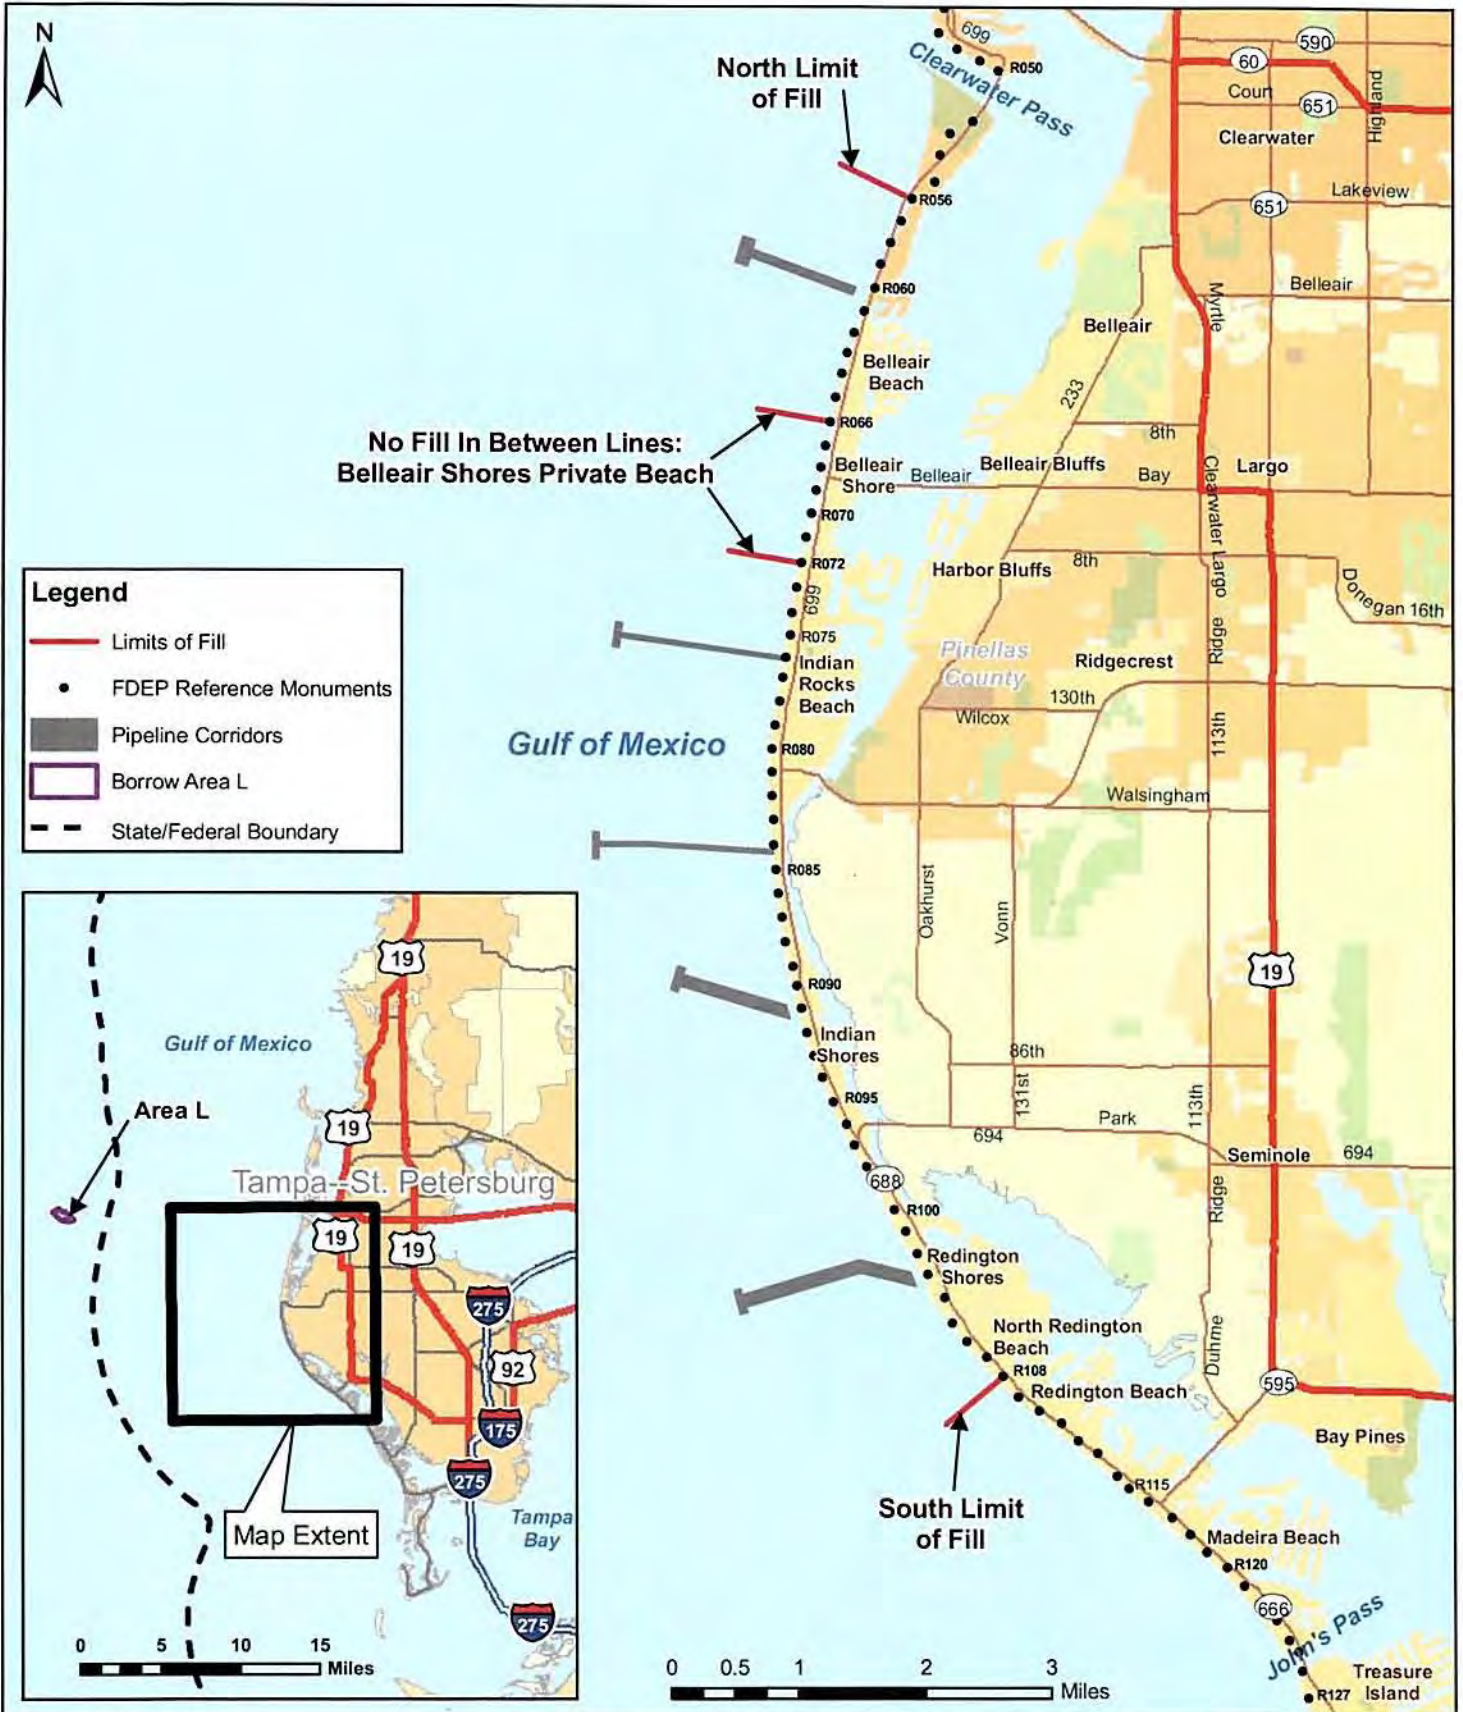 N
699
Clearwater Pass
R050
North Limit
of Fill
590
60
Court
651
Highland
Clearwater
Lakeview
651
R056
R060
Belleair
Myrtle
Belleair
Belleair
Beach
233
R066
8th
No Fill In Between Lines:
Belleair Shores Private Beach
Belleair
Shore
Belleair
Belleair Bluffs
Bay
Largo
Clearwater Largo
R070
R072
Harbor Bluffs
8th
Donegan
16th
699
R075
Ridge
Indian
Rocks
Beach
Pinellas
County
Ridgecrest
130th
Wilcox
113th
Gulf of Mexico
R080
Walsingham
R085
Oakhurst
Vonn
19
R090
Indian
Shores
86th
131st
113th
R095
Park
694
Seminole
694
688
Ridge
R100
Redington
Shores
North Redington
Beach
Duhme
R108
Redington Beach
595
Bay Pines
South Limit
of Fill
R115
Madeira Beach
R120
666
John's Pass
Treasure
Island
R127
0 0.5 1 2 3
Miles
Legend
Limits of Fill
FDEP Reference Monuments
Pipeline Corridors
Borrow Area L
State/Federal Boundary
19
Gulf of Mexico
Area L
19
Tampa--St. Petersburg
19
19
275
92
175
275
Map Extent
Tampa
Bay
275
0 5 10 15
Miles